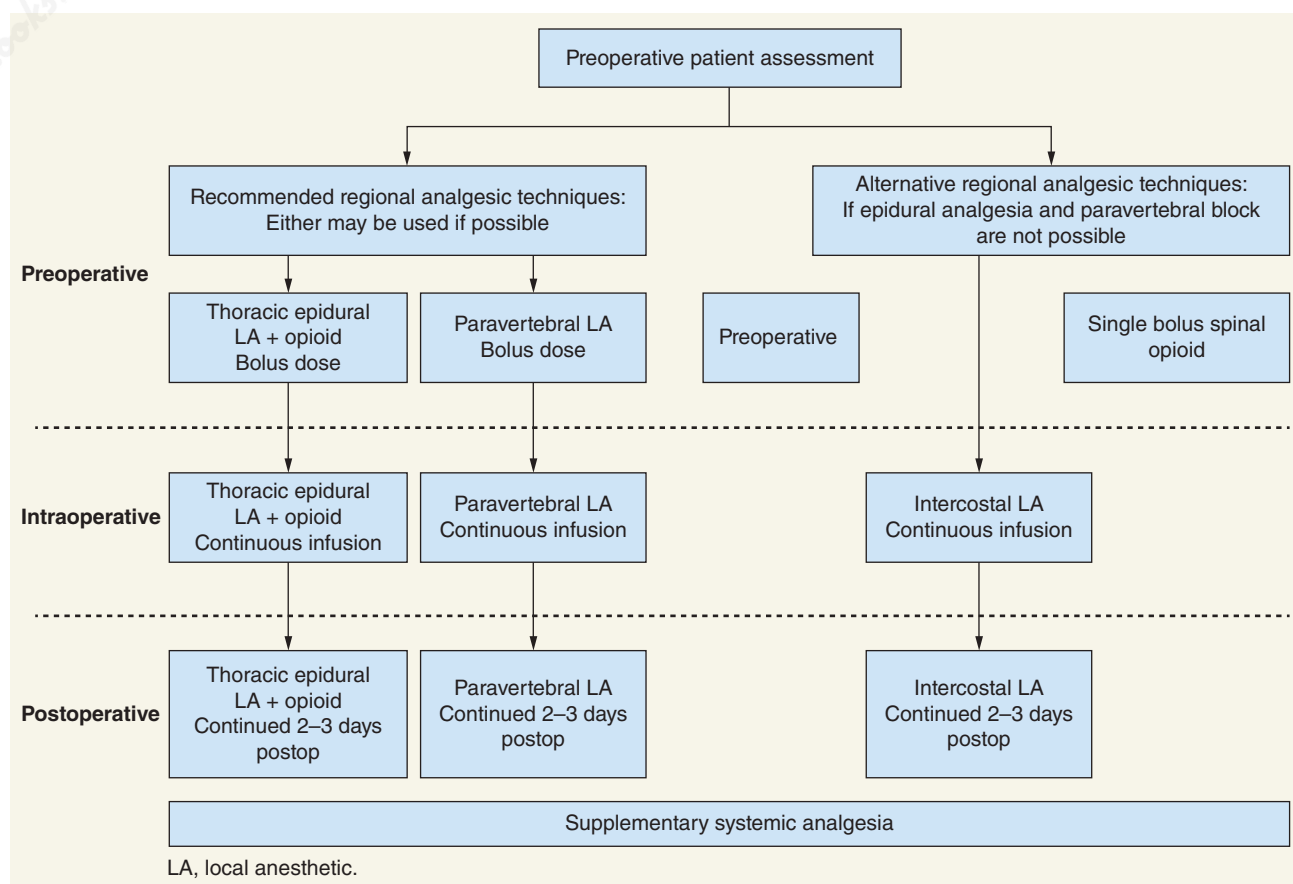 Preoperative patient assessment
Recommended regional analgesic techniques:
Either may be used if possible
Alternative regional analgesic techniques:
If epidural analgesia and paravertebral block
are not possible
Preoperative
Thoracic epidural
LA + opioid
Bolus dose
Paravertebral LA
Bolus dose
Preoperative
Single bolus spinal
opioid
Intraoperative
Thoracic epidural
LA + opioid
Continuous infusion
Paravertebral LA
Continuous infusion
Intercostal LA
Continuous infusion
Postoperative
Thoracic epidural
LA + opioid
Continued 2–3 days
postop
Paravertebral LA
Continued 2–3 days
postop
Intercostal LA
Continued 2–3 days
postop
Supplementary systemic analgesia
LA, local anesthetic.